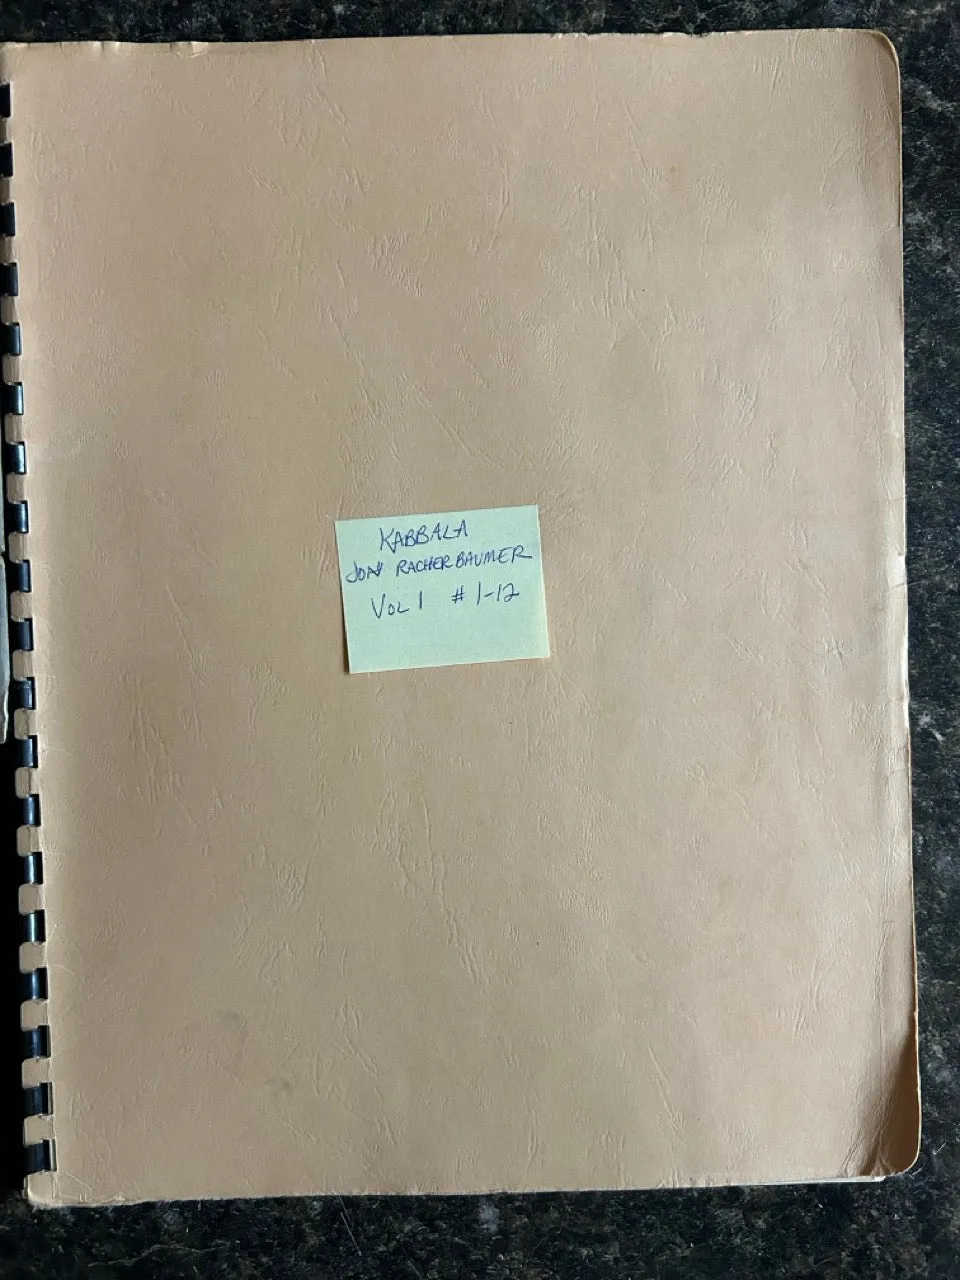 KABBALA
JON RACHERBAUMER
VOL 1 # 1-12